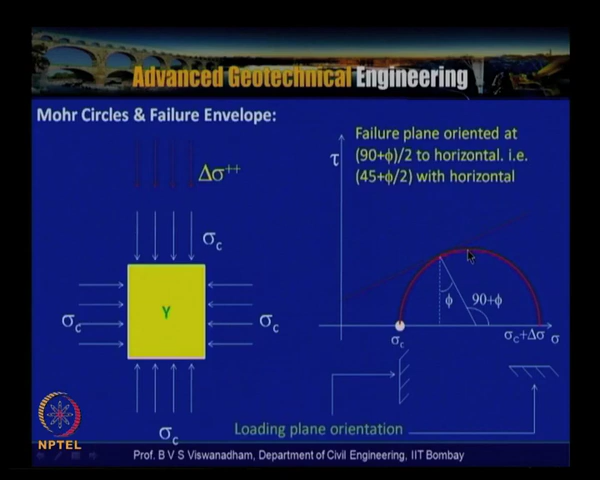 Advanced Geotechnical Engineering
Mohr Circles & Failure Envelope:
Δσ++
σc
σc
Y
σc
σc
Failure plane oriented at
(90+ϕ)/2 to horizontal. i.e.
(45+ϕ/2) with horizontal
τ
ϕ
90+ϕ
σc
σc+Δσ
σ
Loading plane orientation
NPTEL
Prof. B V S Viswanadham, Department of Civil Engineering, IIT Bombay